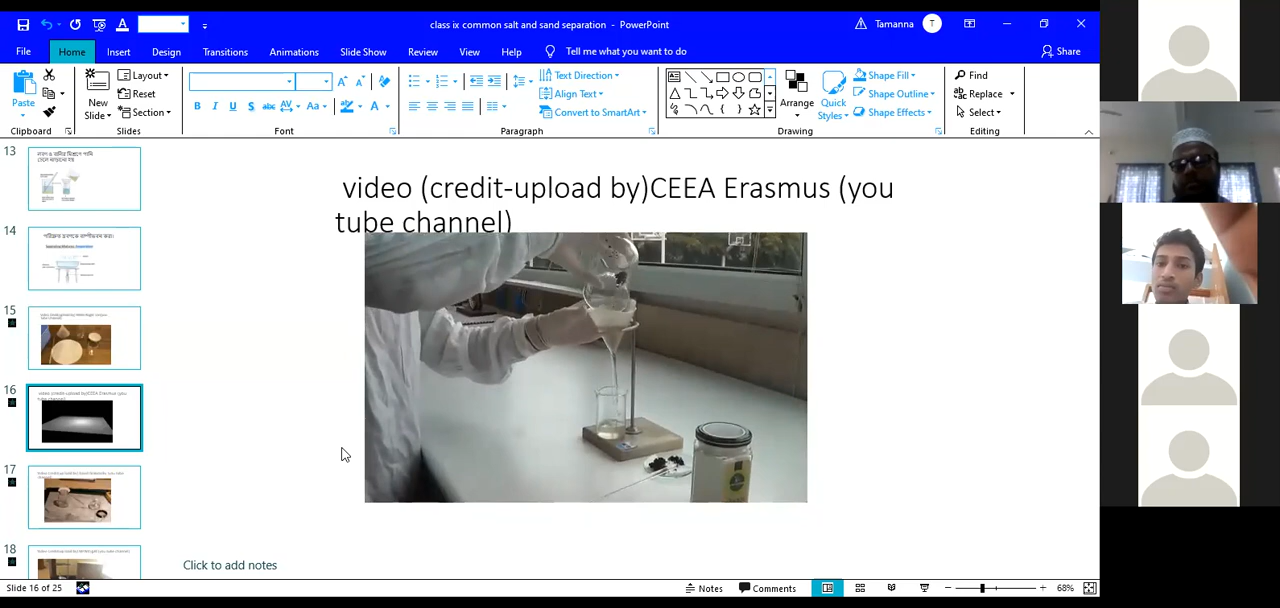 class ix common salt and sand separation - PowerPoint
Tamanna
T
File Home Insert Design Transitions Animations Slide Show Review View Help Tell me what you want to do Share
Paste
New Slide
Layout
Reset
Section
B I U S abc AV Aa A
Text Direction
Align Text
Convert to SmartArt
Arrange
Quick Styles
Shape Fill
Shape Outline
Shape Effects
Find
Replace
Select
Clipboard Slides Font Paragraph Drawing Editing
13
14
15
16
17
18
video (credit-upload by)CEEA Erasmus (you
tube channel)
Click to add notes
Slide 16 of 25
Notes Comments 68%